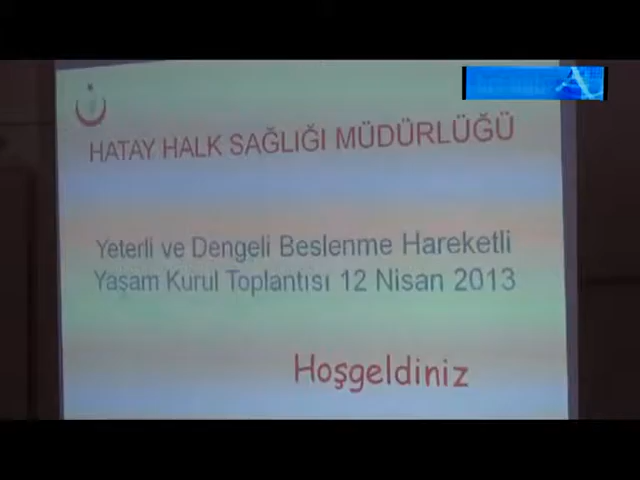 HATAY HALK SAĞLIĞI MÜDÜRLÜĞÜ
Yeterli ve Dengeli Beslenme Hareketli
Yaşam Kurul Toplantısı 12 Nisan 2013
Hoşgeldiniz